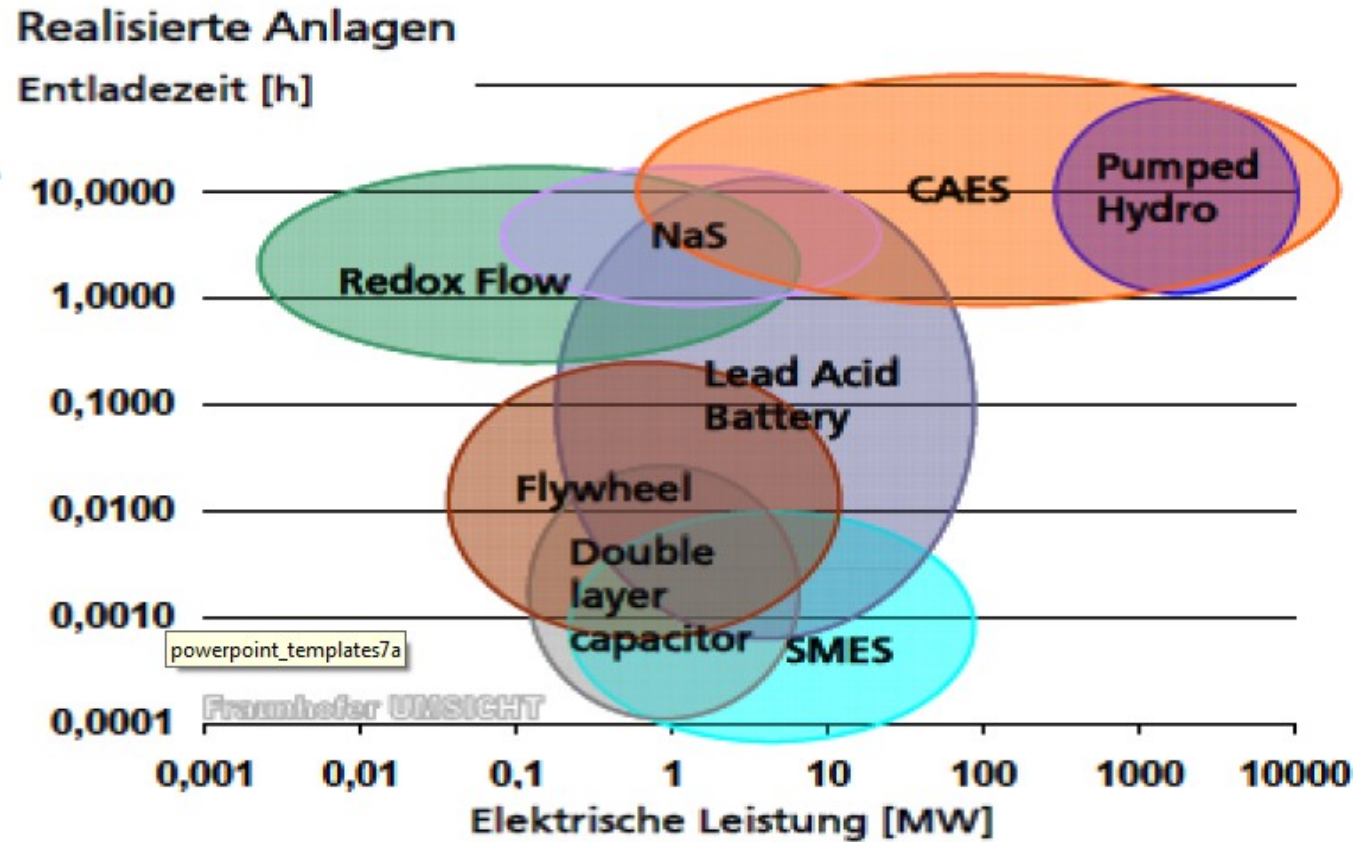 Realisierte Anlagen
Entladezeit [h]
10,0000
1,0000
0,1000
0,0100
0,0010
0,0001
CAES
Pumped
Hydro
NaS
Redox Flow
Lead Acid
Battery
Flywheel
Double
layer
capacitor
SMES
powerpoint_templates7a
Fraunhofer UMSICHT
0,001 0,01 0,1 1 10 100 1000 10000
Elektrische Leistung [MW]